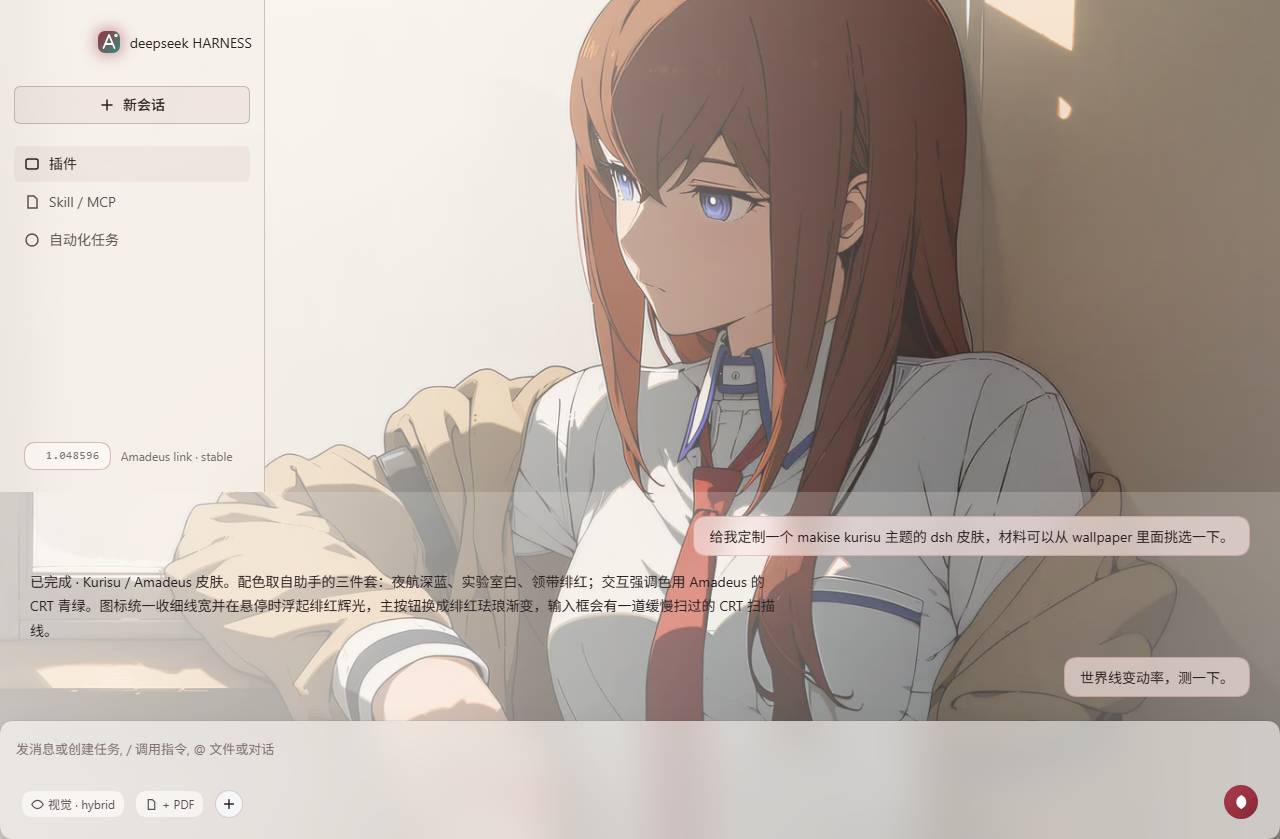 deepseek HARNESS
新会话
插件
Skill / MCP
自动化任务
1.048596
Amadeus link · stable
给我定制一个 makise kurisu 主题的 dsh 皮肤，材料可以从 wallpaper 里面挑选一下。
已完成 · Kurisu / Amadeus 皮肤。配色取自助手的三件套：夜航深蓝、实验室白、领带绯红；交互强调色用 Amadeus 的
CRT 青绿。图标统一收细线宽并在悬停时浮起绯红辉光，主按钮换成绯红珐琅渐变，输入框会有一道缓慢扫过的 CRT 扫描
线。
世界线变动率，测一下。
发消息或创建任务, / 调用指令, @ 文件或对话
视觉 · hybrid
+ PDF